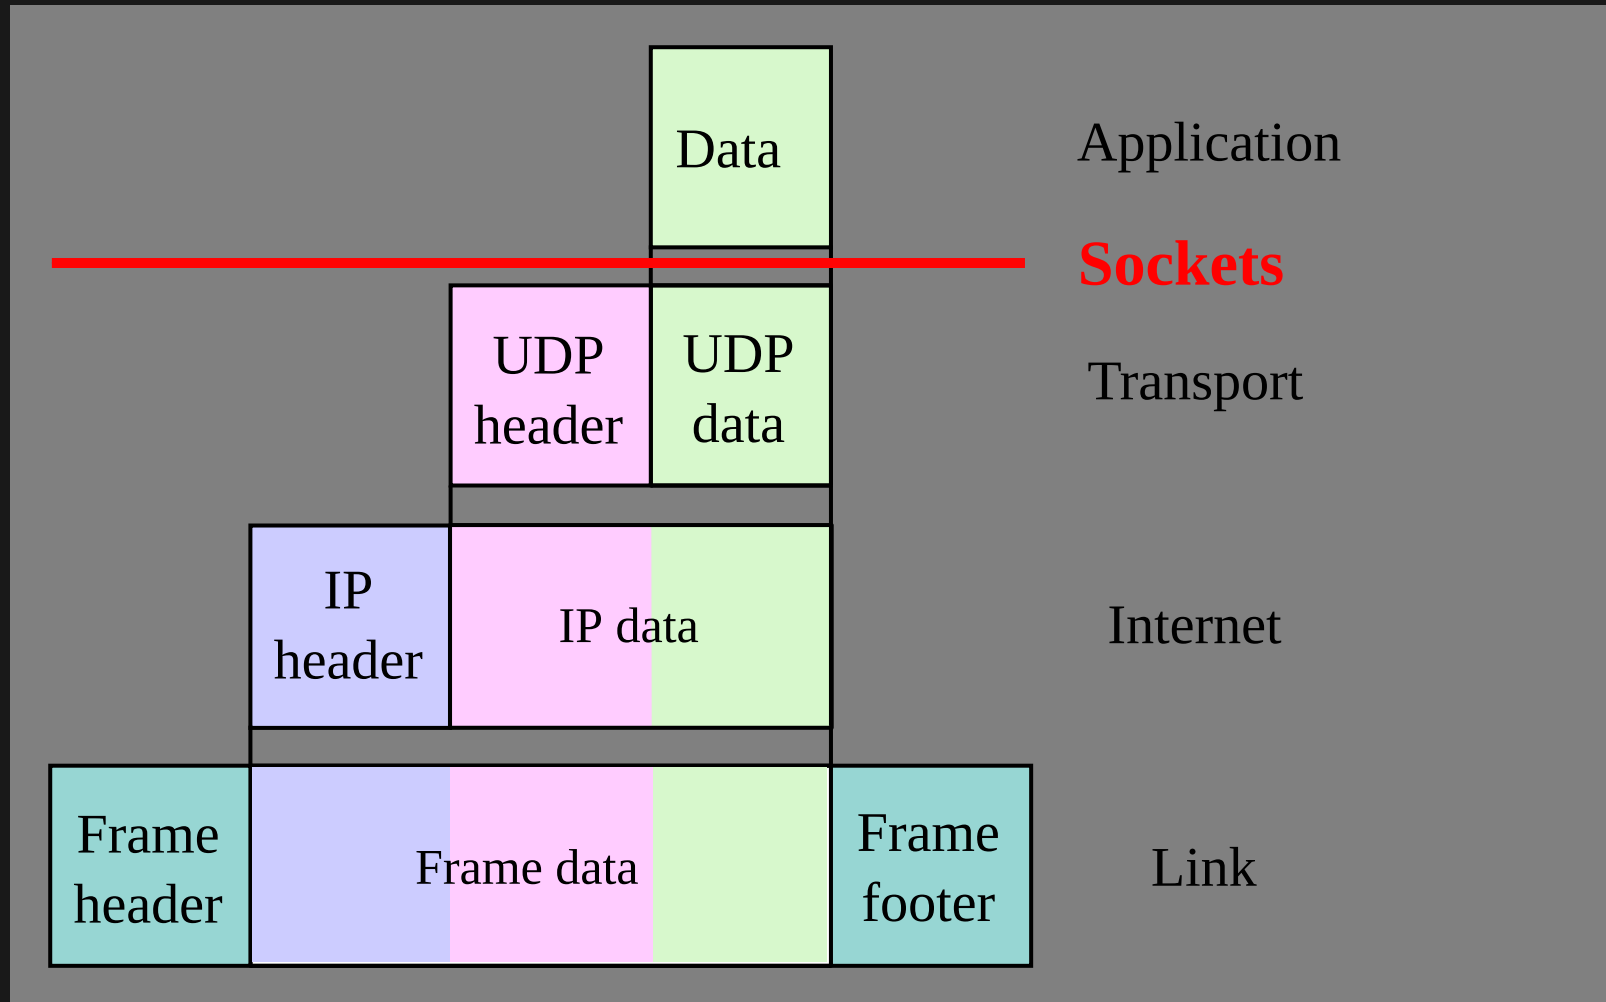 Data
Application
Sockets
UDP
header
UDP
data
Transport
IP
header
IP data
Internet
Frame
header
Frame data
Frame
footer
Link